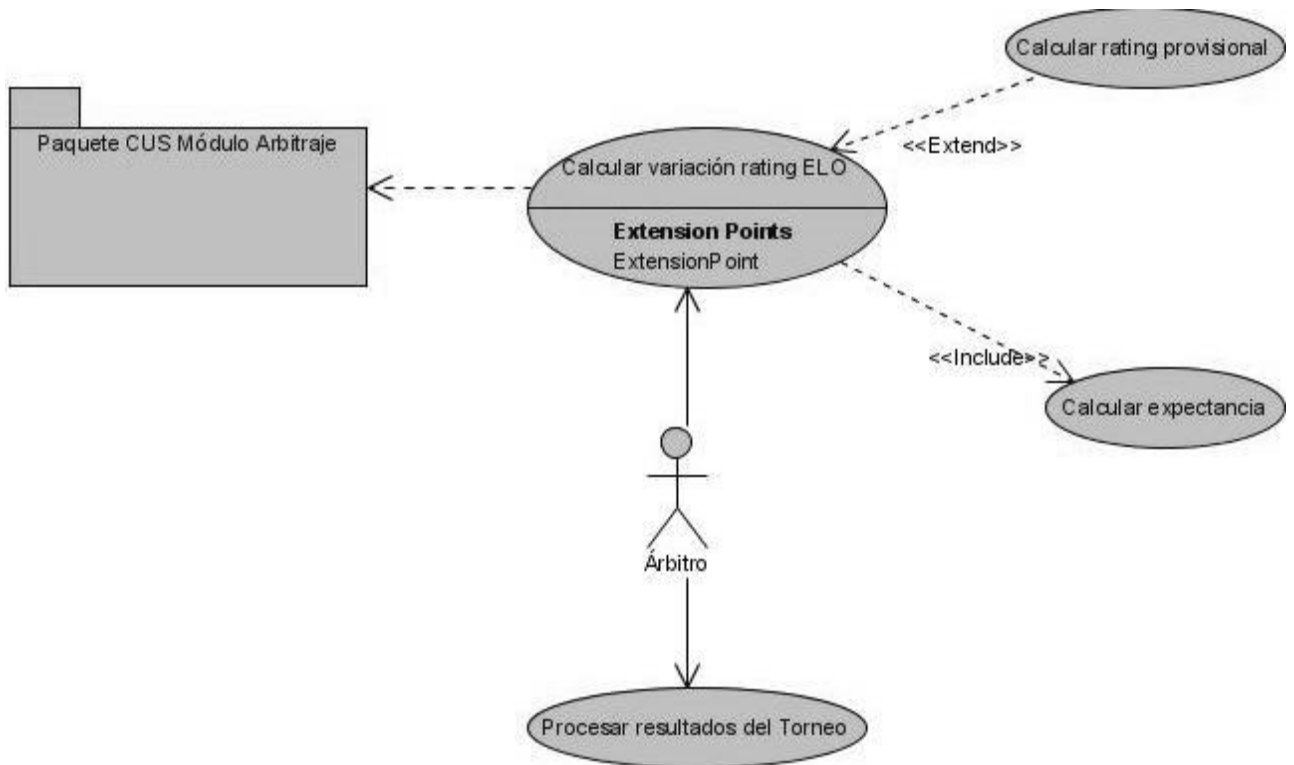 Calcular rating provisional
Paquete CUS Módulo Arbitraje
<<Extend>>
Calcular variación rating ELO
Extension Points
ExtensionPoint
<<Include>>
Calcular expectancia
Árbitro
Procesar resultados del Torneo